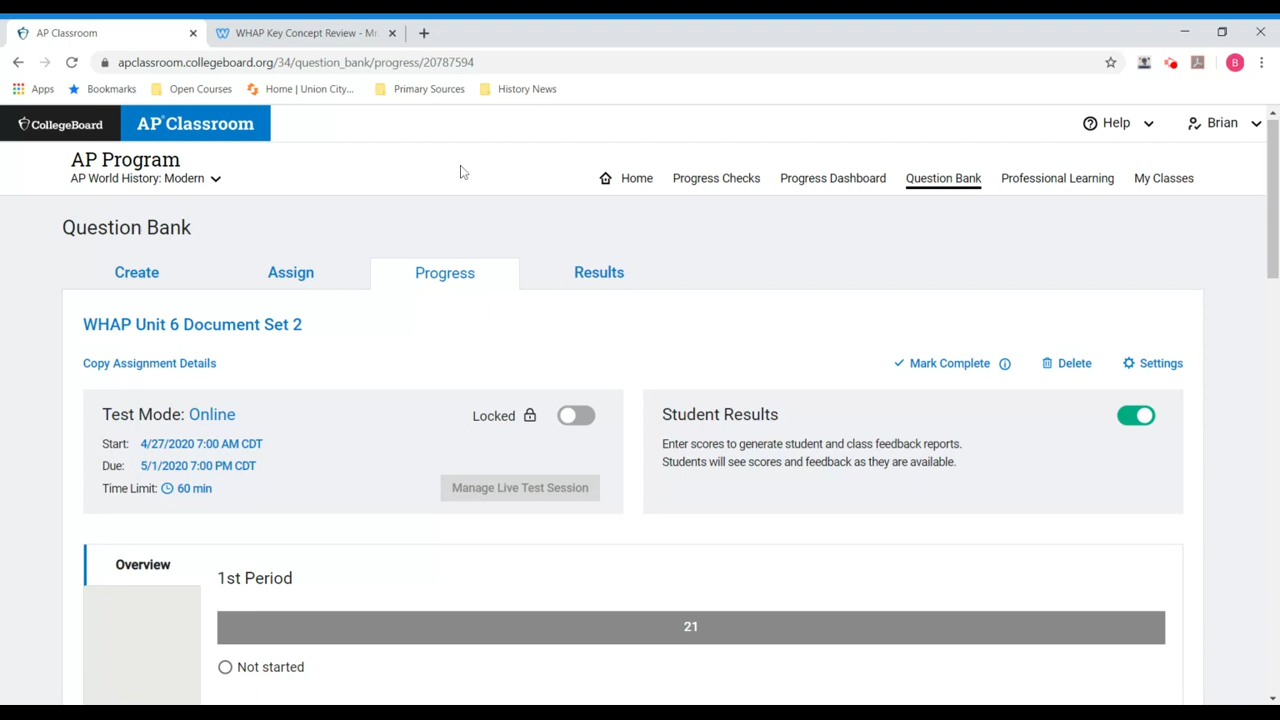 AP Classroom
WHAP Key Concept Review - Mr.
apclassroom.collegeboard.org/34/question_bank/progress/20787594
B
Apps
Bookmarks
Open Courses
Home | Union City...
Primary Sources
History News
CollegeBoard
AP Classroom
Help
Brian
AP Program
AP World History: Modern
Home
Progress Checks
Progress Dashboard
Question Bank
Professional Learning
My Classes
Question Bank
Create
Assign
Progress
Results
WHAP Unit 6 Document Set 2
Copy Assignment Details
Mark Complete
Delete
Settings
Test Mode: Online
Locked
Start: 4/27/2020 7:00 AM CDT
Due: 5/1/2020 7:00 PM CDT
Time Limit: 60 min
Manage Live Test Session
Student Results
Enter scores to generate student and class feedback reports.
Students will see scores and feedback as they are available.
Overview
1st Period
21
Not started